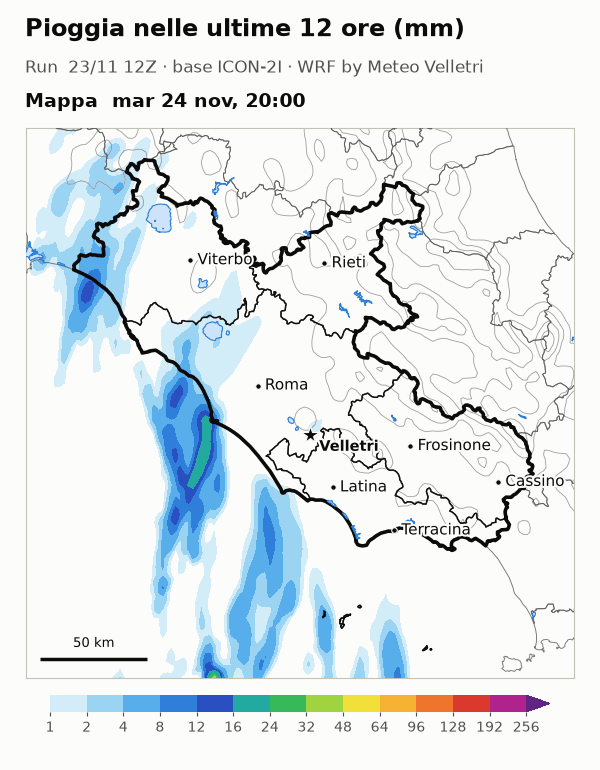 Pioggia nelle ultime 12 ore (mm)
Run 23/11 12Z · base ICON-2I · WRF by Meteo Velletri
Mappa mar 24 nov, 20:00
Viterbo
Rieti
Roma
Velletri
Frosinone
Cassino
Latina
Terracina
50 km
1 2 4 8 12 16 24 32 48 64 96 128 192 256